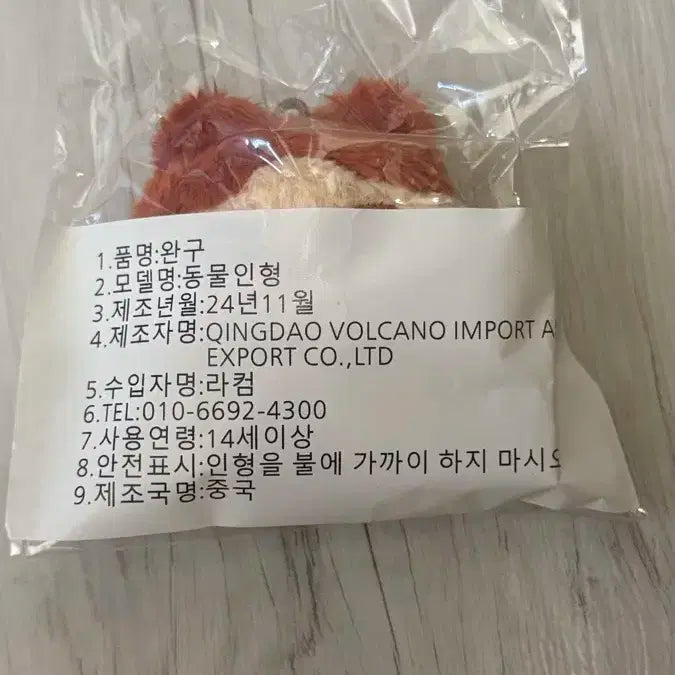 1.품명:완구
2.모델명:동물인형
3.제조년월:24년11월
4.제조자명:QINGDAO VOLCANO IMPORT A
EXPORT CO.,LTD
5.수입자명:라컴
6.TEL:010-6692-4300
7.사용연령:14세이상
8.안전표시:인형을 불에 가까이 하지 마시오
9.제조국명:중국